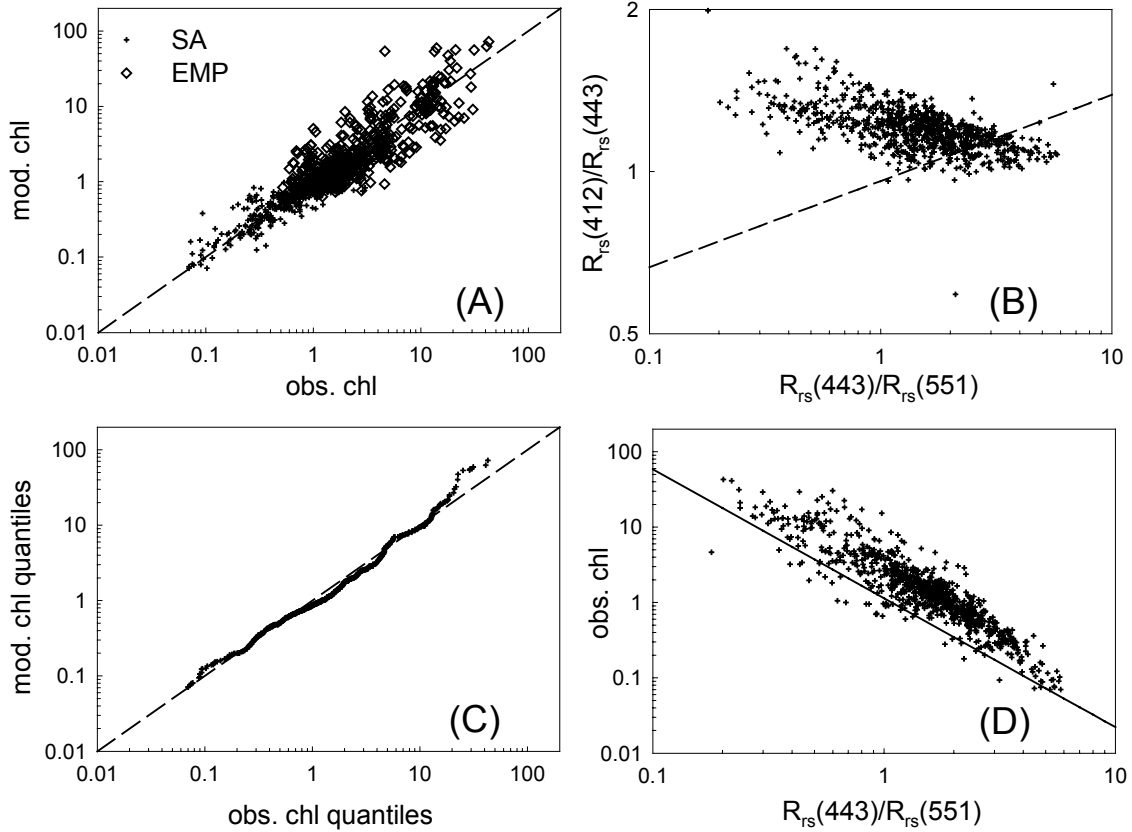 100
10
1
0.1
0.01
mod. chl
SA
EMP
(A)
0.01 0.1 1 10 100
obs. chl
2
1
0.5
Rrs(412)/Rrs(443)
(B)
0.1 1 10
Rrs(443)/Rrs(551)
100
10
1
0.1
0.01
mod. chl quantiles
(C)
0.01 0.1 1 10 100
obs. chl quantiles
100
10
1
0.1
0.01
obs. chl
(D)
0.1 1 10
Rrs(443)/Rrs(551)